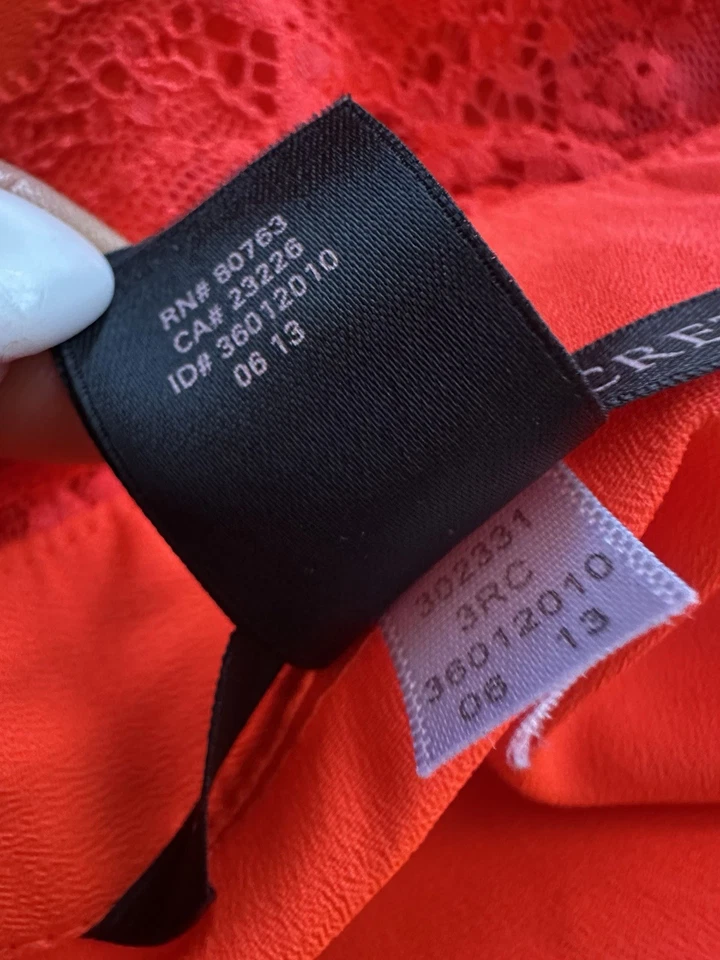 RN# 80763
CA# 23226
ID# 36012010
06 13
CRE
302331
3RC
36012010
06 13